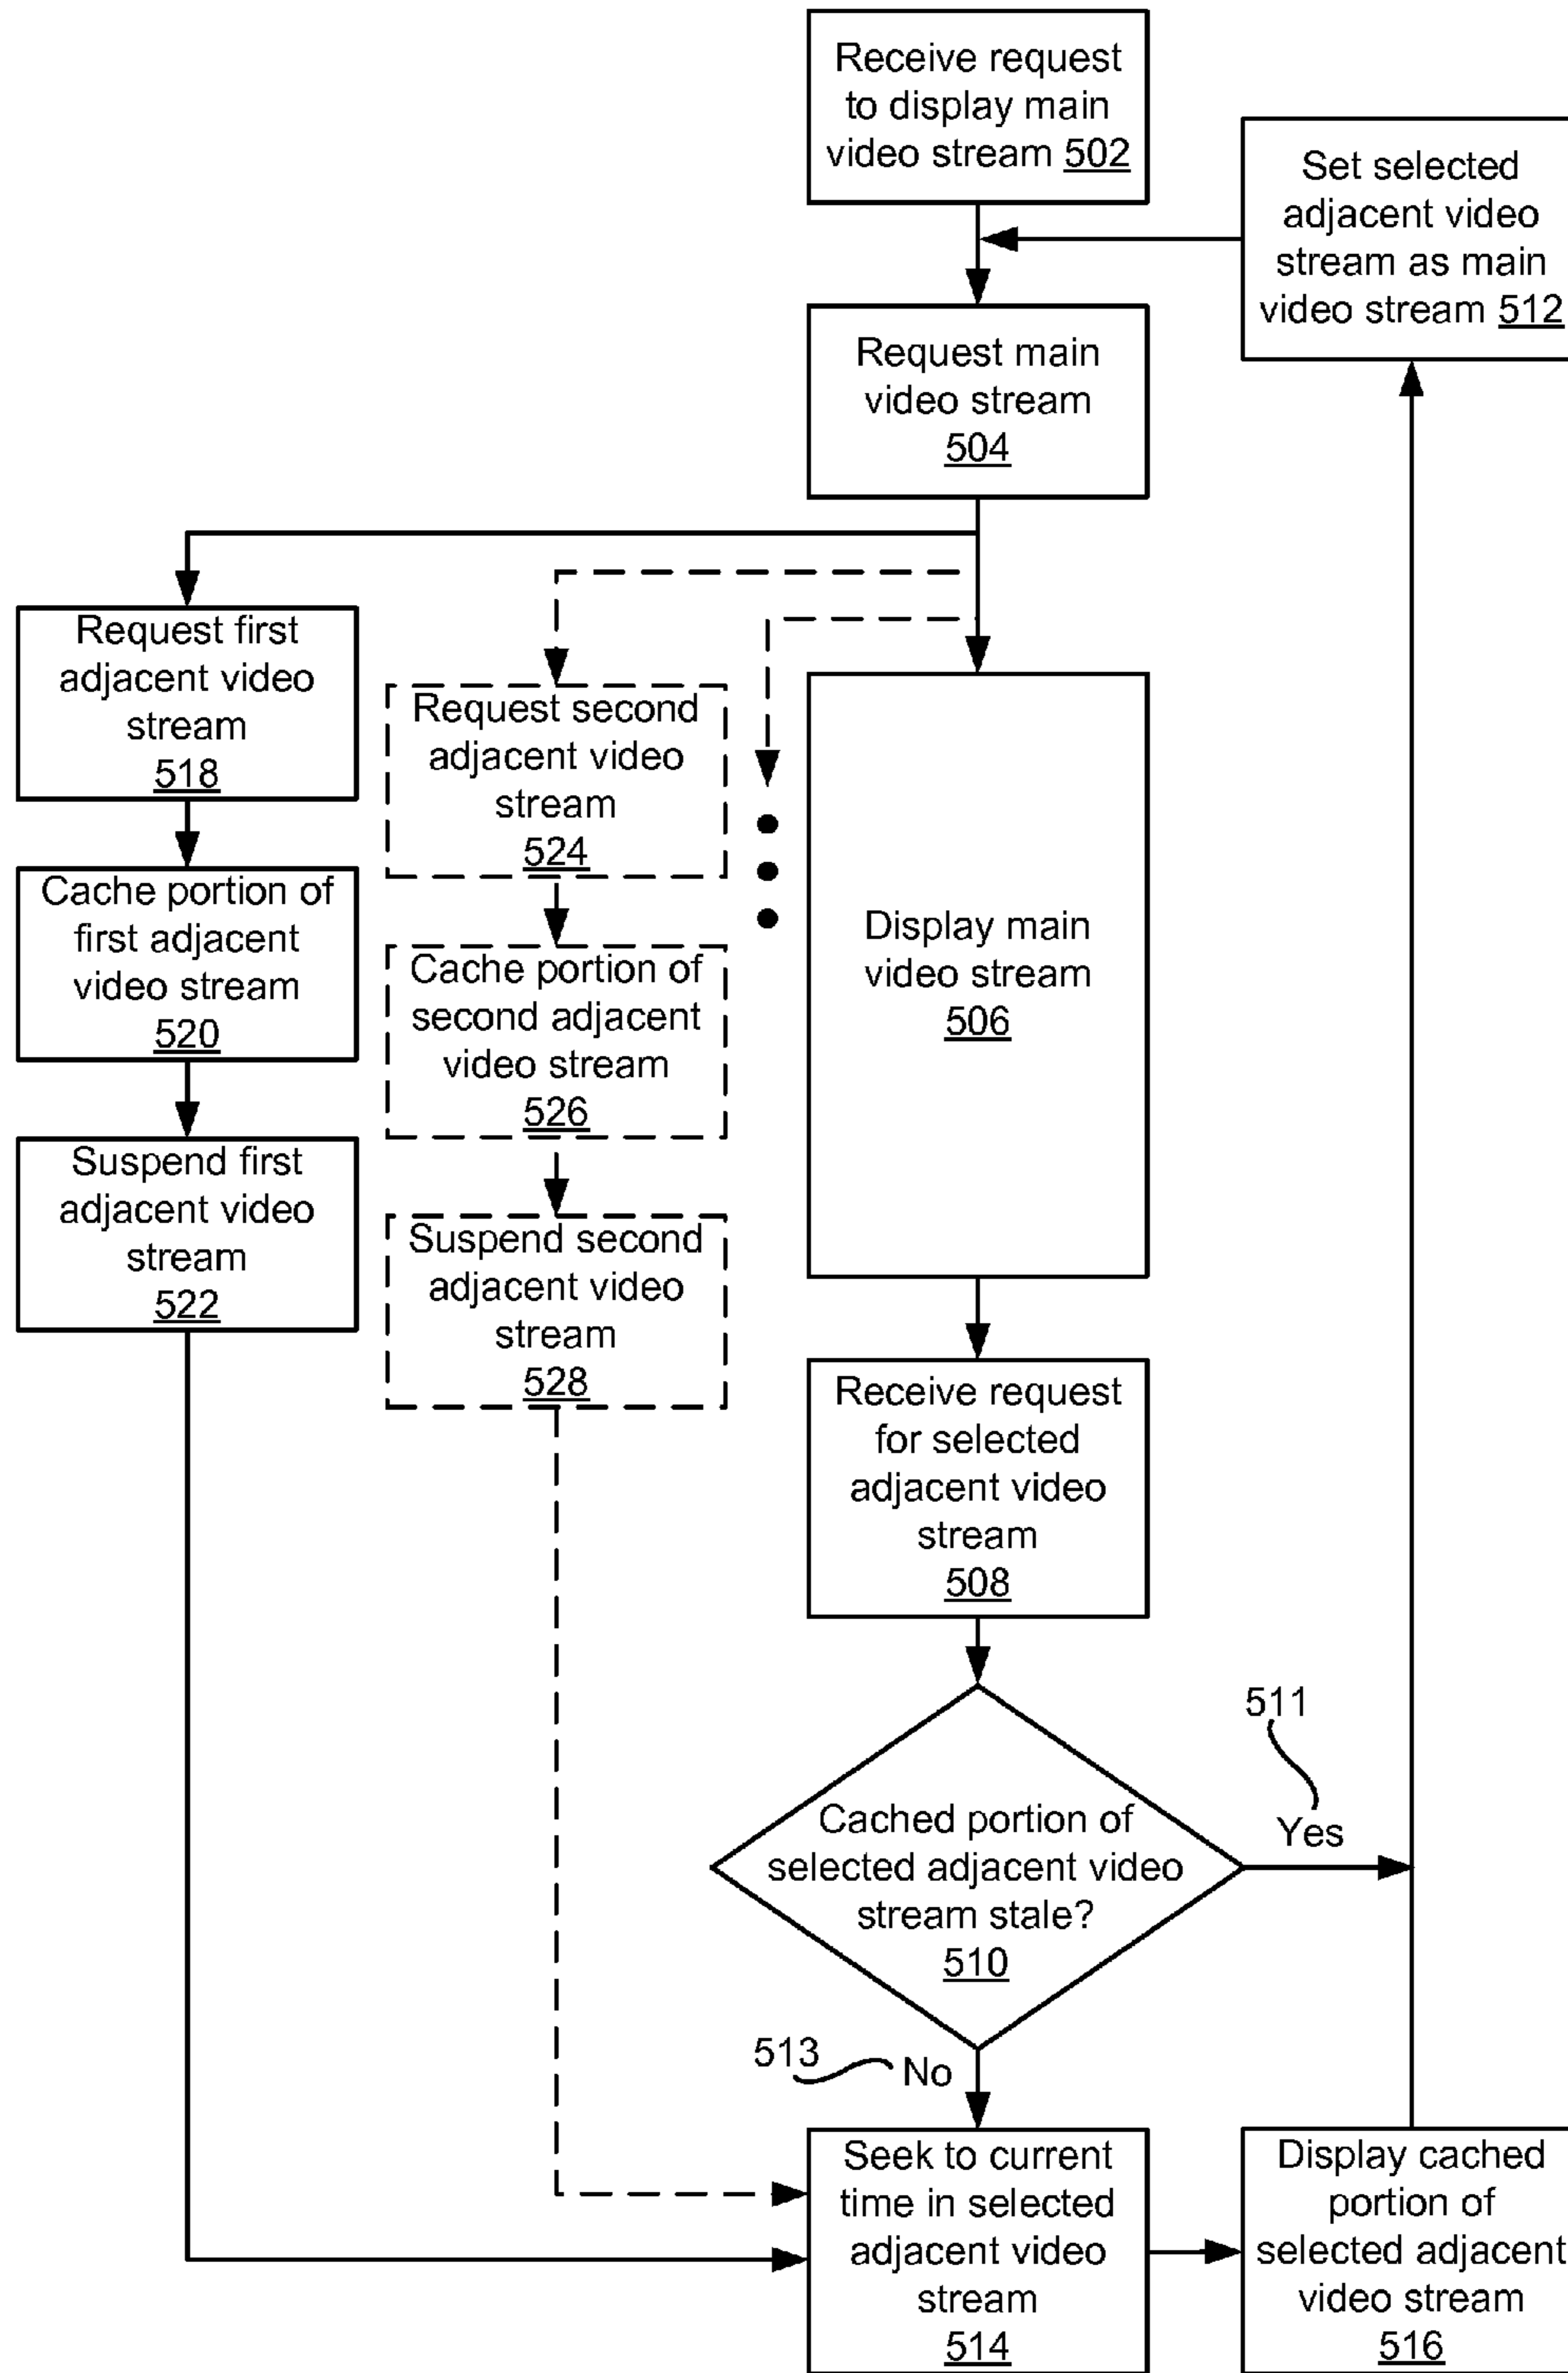 Receive request
to display main
video stream 502
Set selected
adjacent video
stream as main
video stream 512
Request main
video stream
504
Request first
adjacent video
stream
518
Request second
adjacent video
stream
524
Cache portion of
first adjacent
video stream
520
Cache portion of
second adjacent
video stream
526
Display main
video stream
506
Suspend first
adjacent video
stream
522
Suspend second
adjacent video
stream
528
Receive request
for selected
adjacent video
stream
508
511
Yes
Cached portion of
selected adjacent video
stream stale?
510
513
No
Seek to current
time in selected
adjacent video
stream
514
Display cached
portion of
selected adjacent
video stream
516